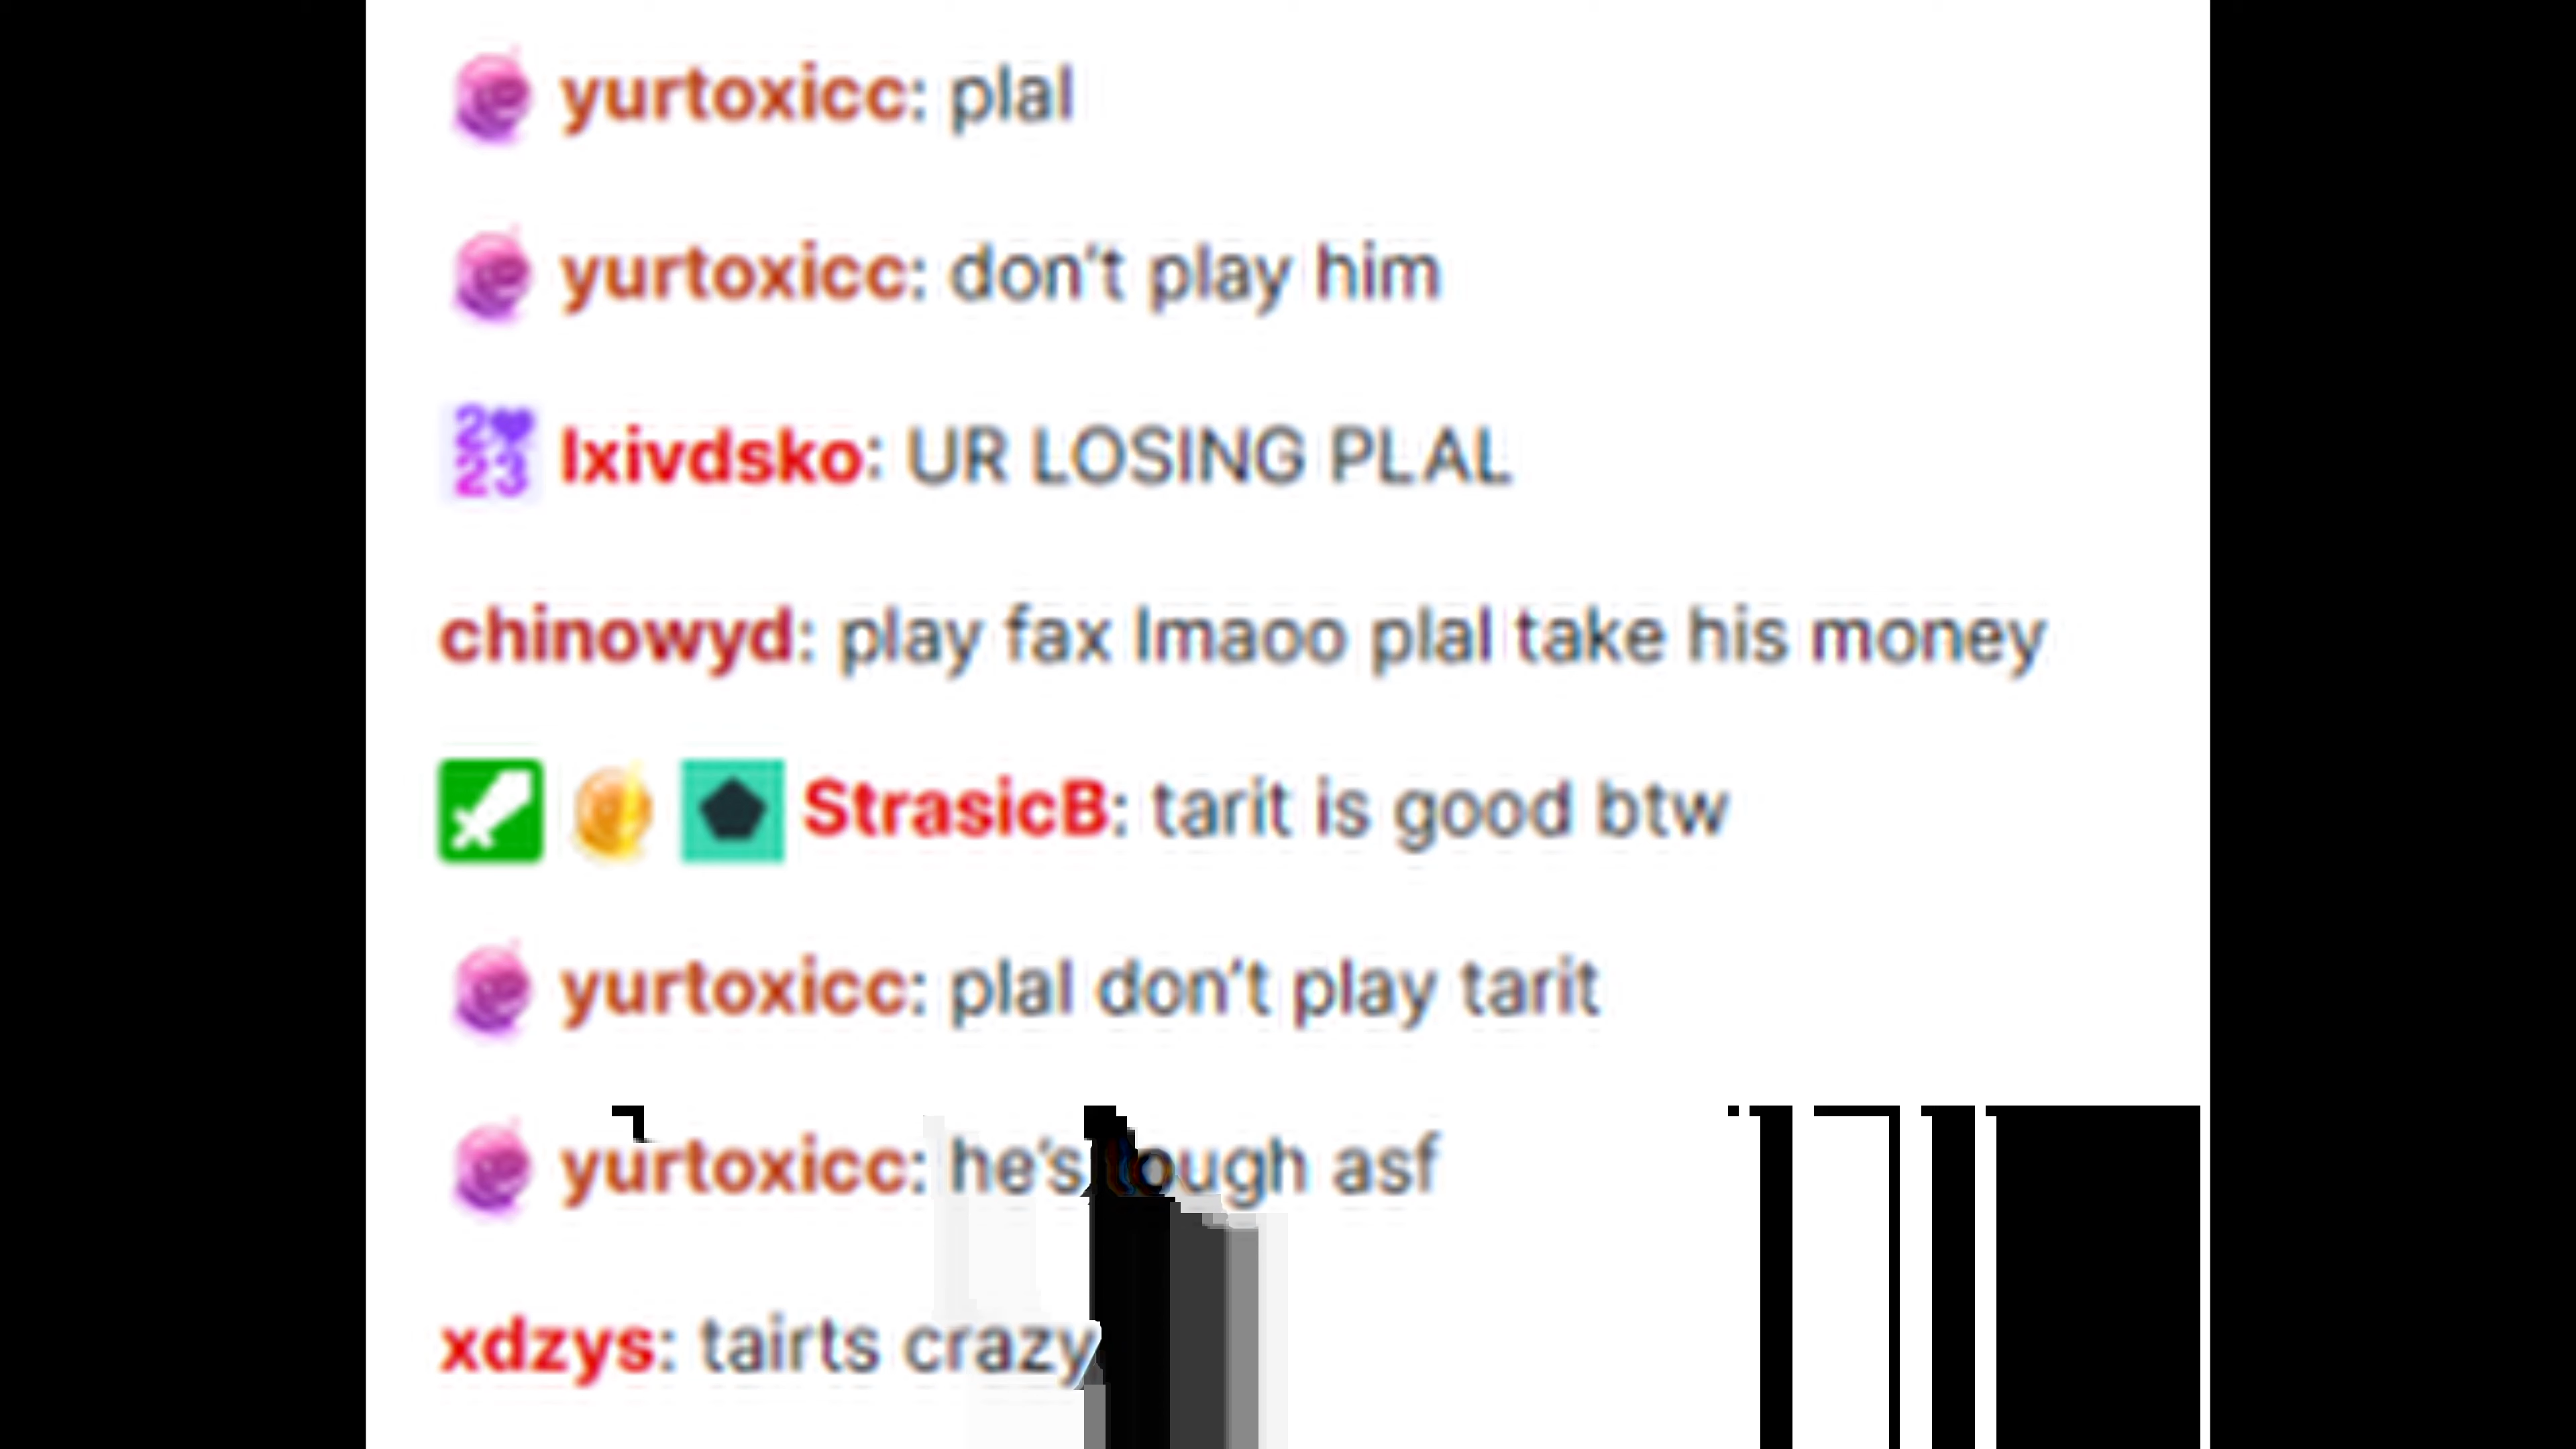 yurtoxicc: plal
yurtoxicc: don't play him
2023 lxivdsko: UR LOSING PLAL
chinowyd: play fax lmaoo plal take his money
StrasicB: tarit is good btw
yurtoxicc: plal don't play tarit
yurtoxicc: he's tough asf
xdzys: tairts crazy